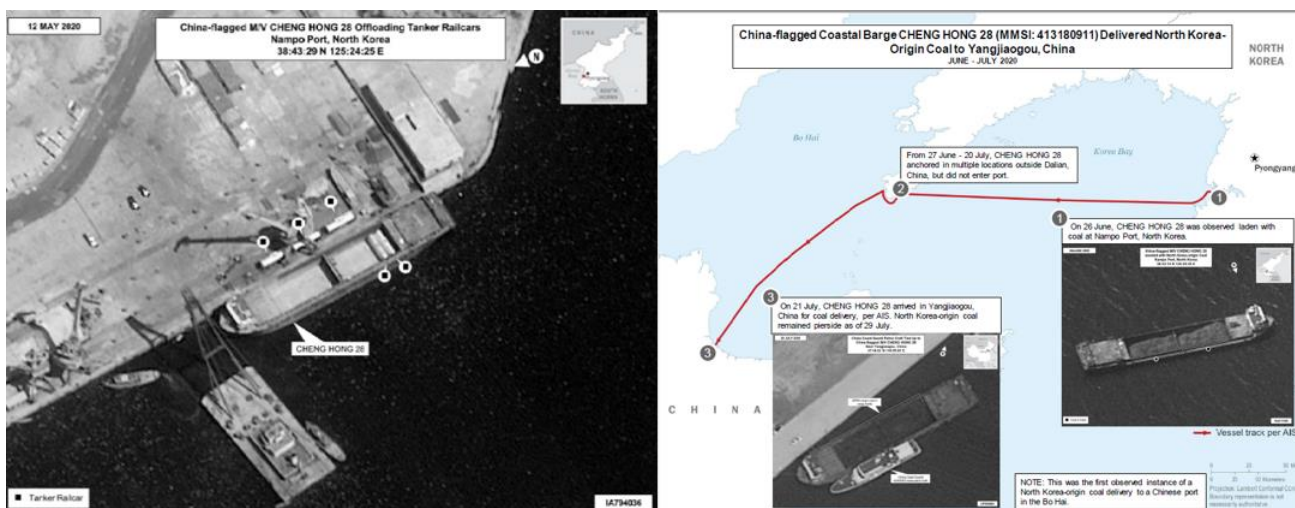 12 MAY 2020
China-flagged M/V CHENG HONG 28 Offloading Tanker Railcars
Nampo Port, North Korea
38:43:29 N 125:24:25 E
CHINA
SOUTH
KOREA
N
CHENG HONG 28
Tanker Railcar
IA794036
China-flagged Coastal Barge CHENG HONG 28 (MMSI: 413180911) Delivered North Korea-
Origin Coal to Yangjiaogou, China
JUNE - JULY 2020
NORTH
KOREA
Bo Hai
Korea Bay
Pyongyang
From 27 June - 20 July, CHENG HONG 28
anchored in multiple locations outside Dalian,
China, but did not enter port.
2
1
1
On 26 June, CHENG HONG 28 was observed laden with
coal at Nampo Port, North Korea.
3
On 21 July, CHENG HONG 28 arrived in Yangjiaogou,
China for coal delivery, per AIS. North Korea-origin coal
remained pierside as of 29 July.
3
CHINA
Vessel track per AIS
NOTE: This was the first observed instance of a
North Korea-origin coal delivery to a Chinese port
in the Bo Hai.